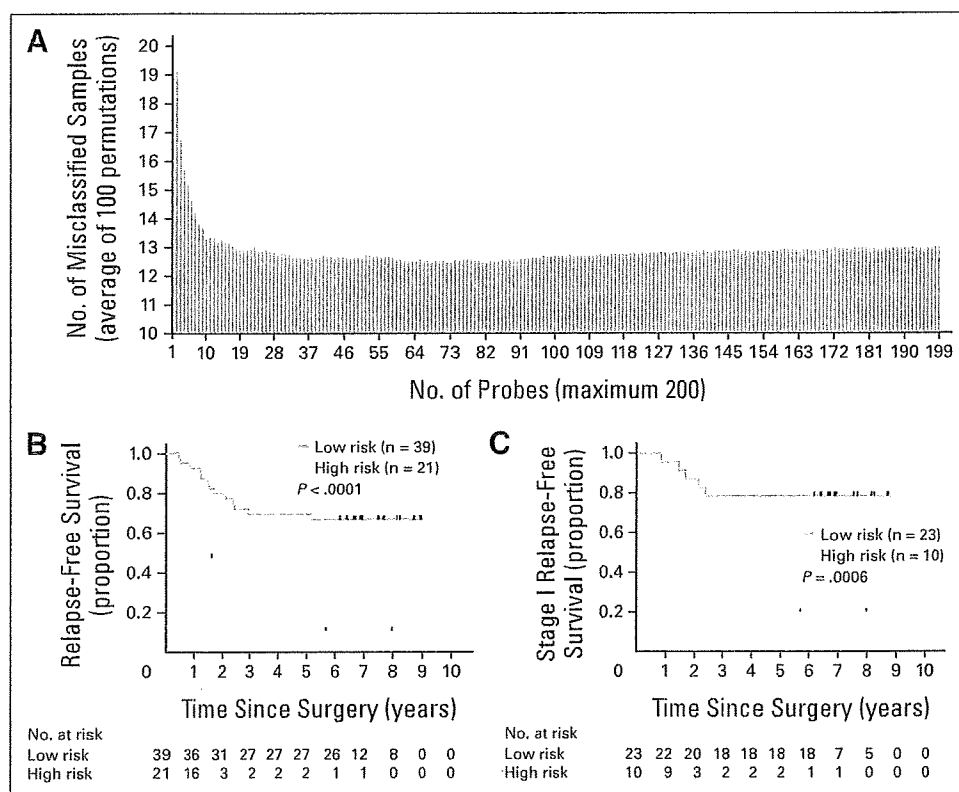 A
No. of Misclassified Samples
(average of 100 permutations)
20
19
18
17
16
15
14
13
12
11
10
1 10 19 28 37 46 55 64 73 82 91 100 109 118 127 136 145 154 163 172 181 190 199
No. of Probes (maximum 200)
B
Relapse-Free Survival
(proportion)
1.0
0.8
0.6
0.4
0.2
Low risk (n = 39)
High risk (n = 21)
P < .0001
0 1 2 3 4 5 6 7 8 9 10
Time Since Surgery (years)
No. at risk
Low risk 39 36 31 27 27 27 26 12 8 0 0
High risk 21 16 3 2 2 2 1 1 0 0 0
C
Stage I Relapse-Free
Survival (proportion)
1.0
0.8
0.6
0.4
0.2
Low risk (n = 23)
High risk (n = 10)
P = .0006
0 1 2 3 4 5 6 7 8 9 10
Time Since Surgery (years)
No. at risk
Low risk 23 22 20 18 18 18 18 7 5 0 0
High risk 10 9 3 2 2 2 1 1 0 0 0